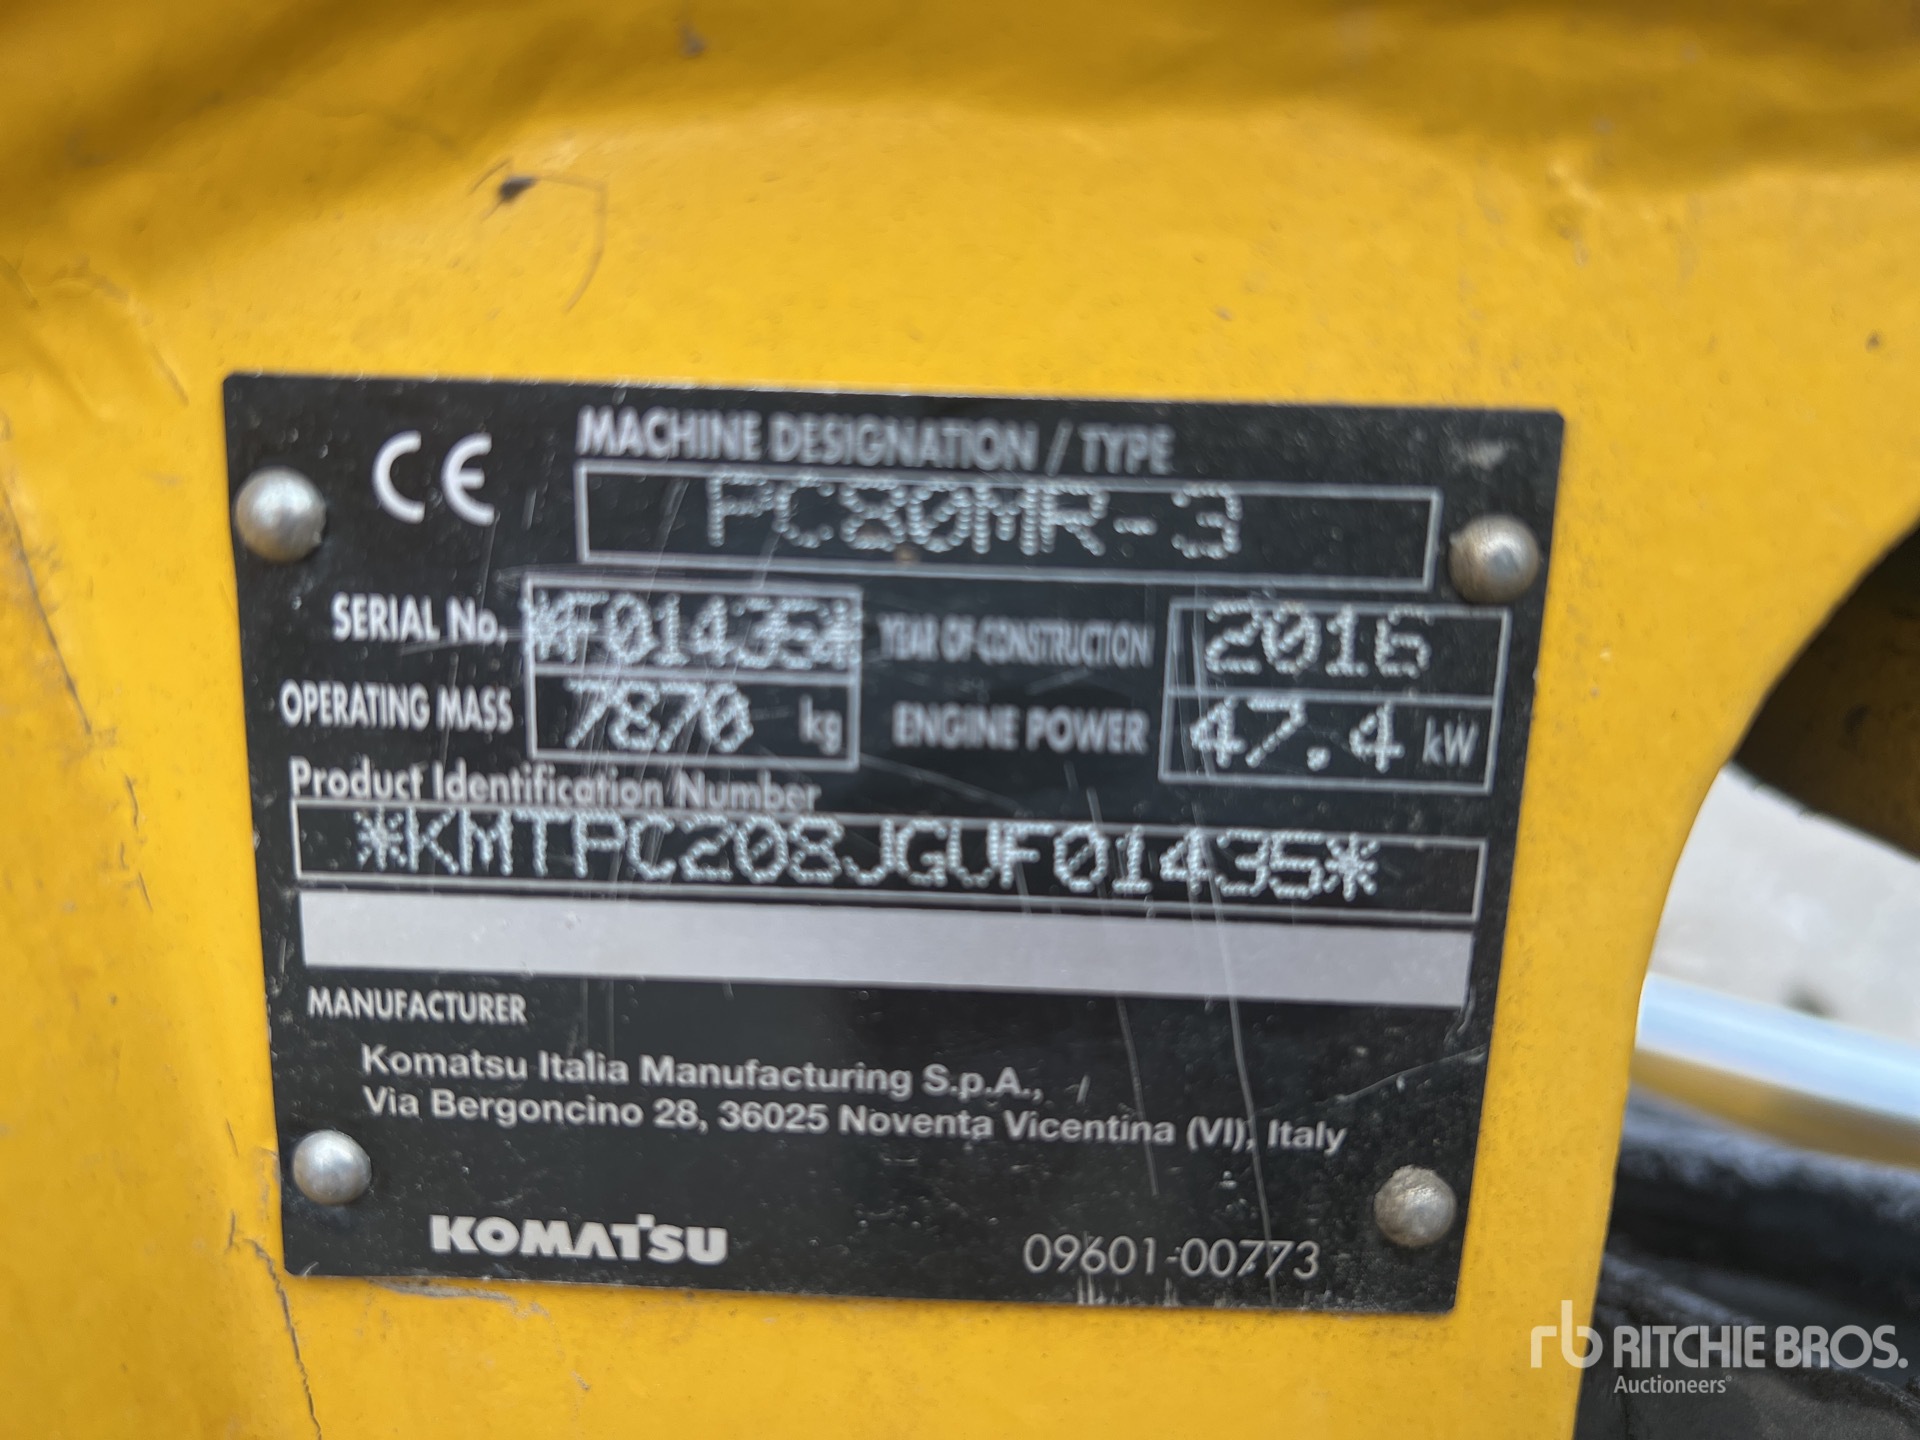 CE
MACHINE DESIGNATION / TYPE
PC80MR-3
SERIAL No. *F01435* YEAR OF CONSTRUCTION 2016
OPERATING MASS 7870 kg ENGINE POWER 47.4 kW
Product Identification Number
*KMTPC208JGUF01435*
MANUFACTURER
Komatsu Italia Manufacturing S.p.A.,
Via Bergoncino 28, 36025 Noventa Vicentina (VI), Italy
KOMATSU 09601-00773
rb RITCHIE BROS.
Auctioneers